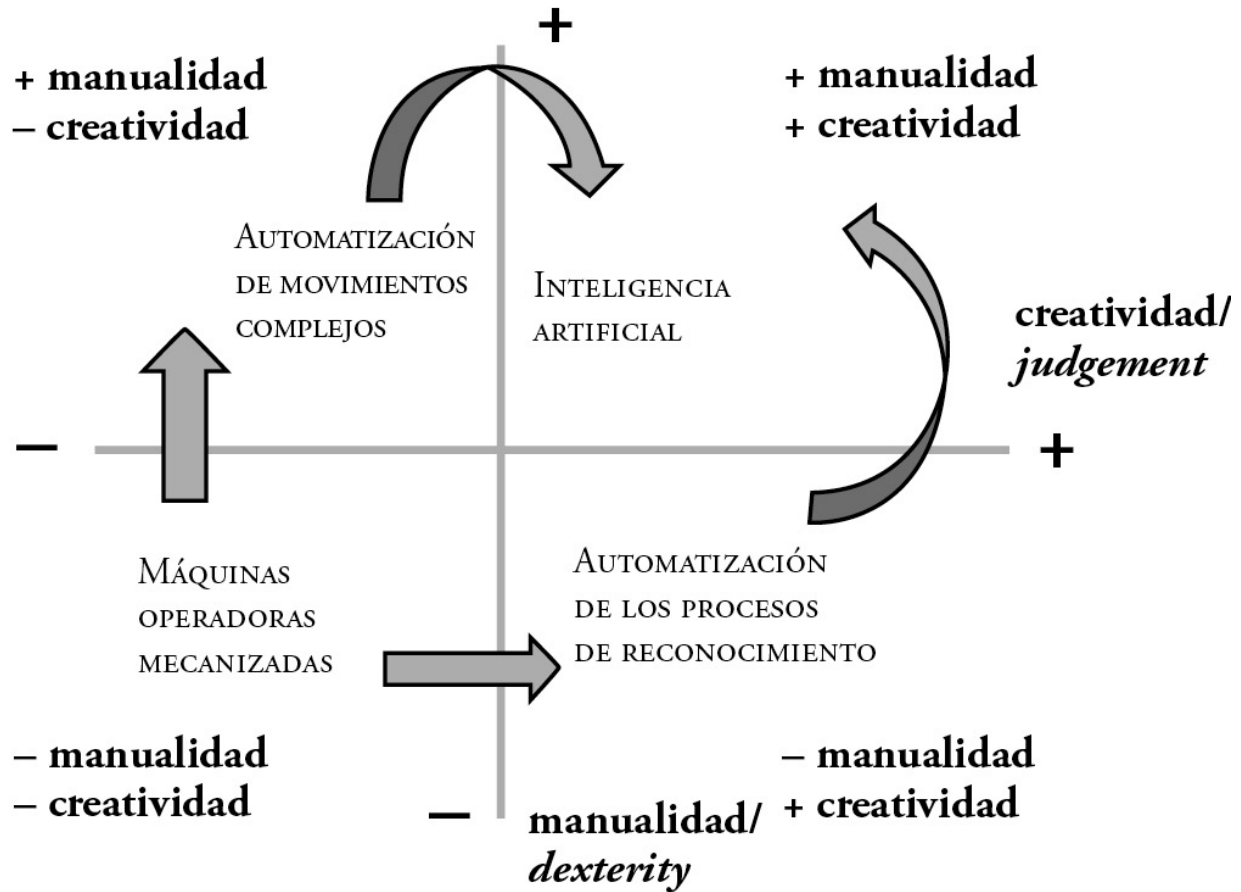 +
+ manualidad
– creatividad
+ manualidad
+ creatividad
Automatización
de movimientos
complejos
Inteligencia
artificial
creatividad/
judgement
–
+
Máquinas
operadoras
mecanizadas
Automatización
de los procesos
de reconocimiento
– manualidad
– creatividad
– manualidad
+ creatividad
–
manualidad/
dexterity